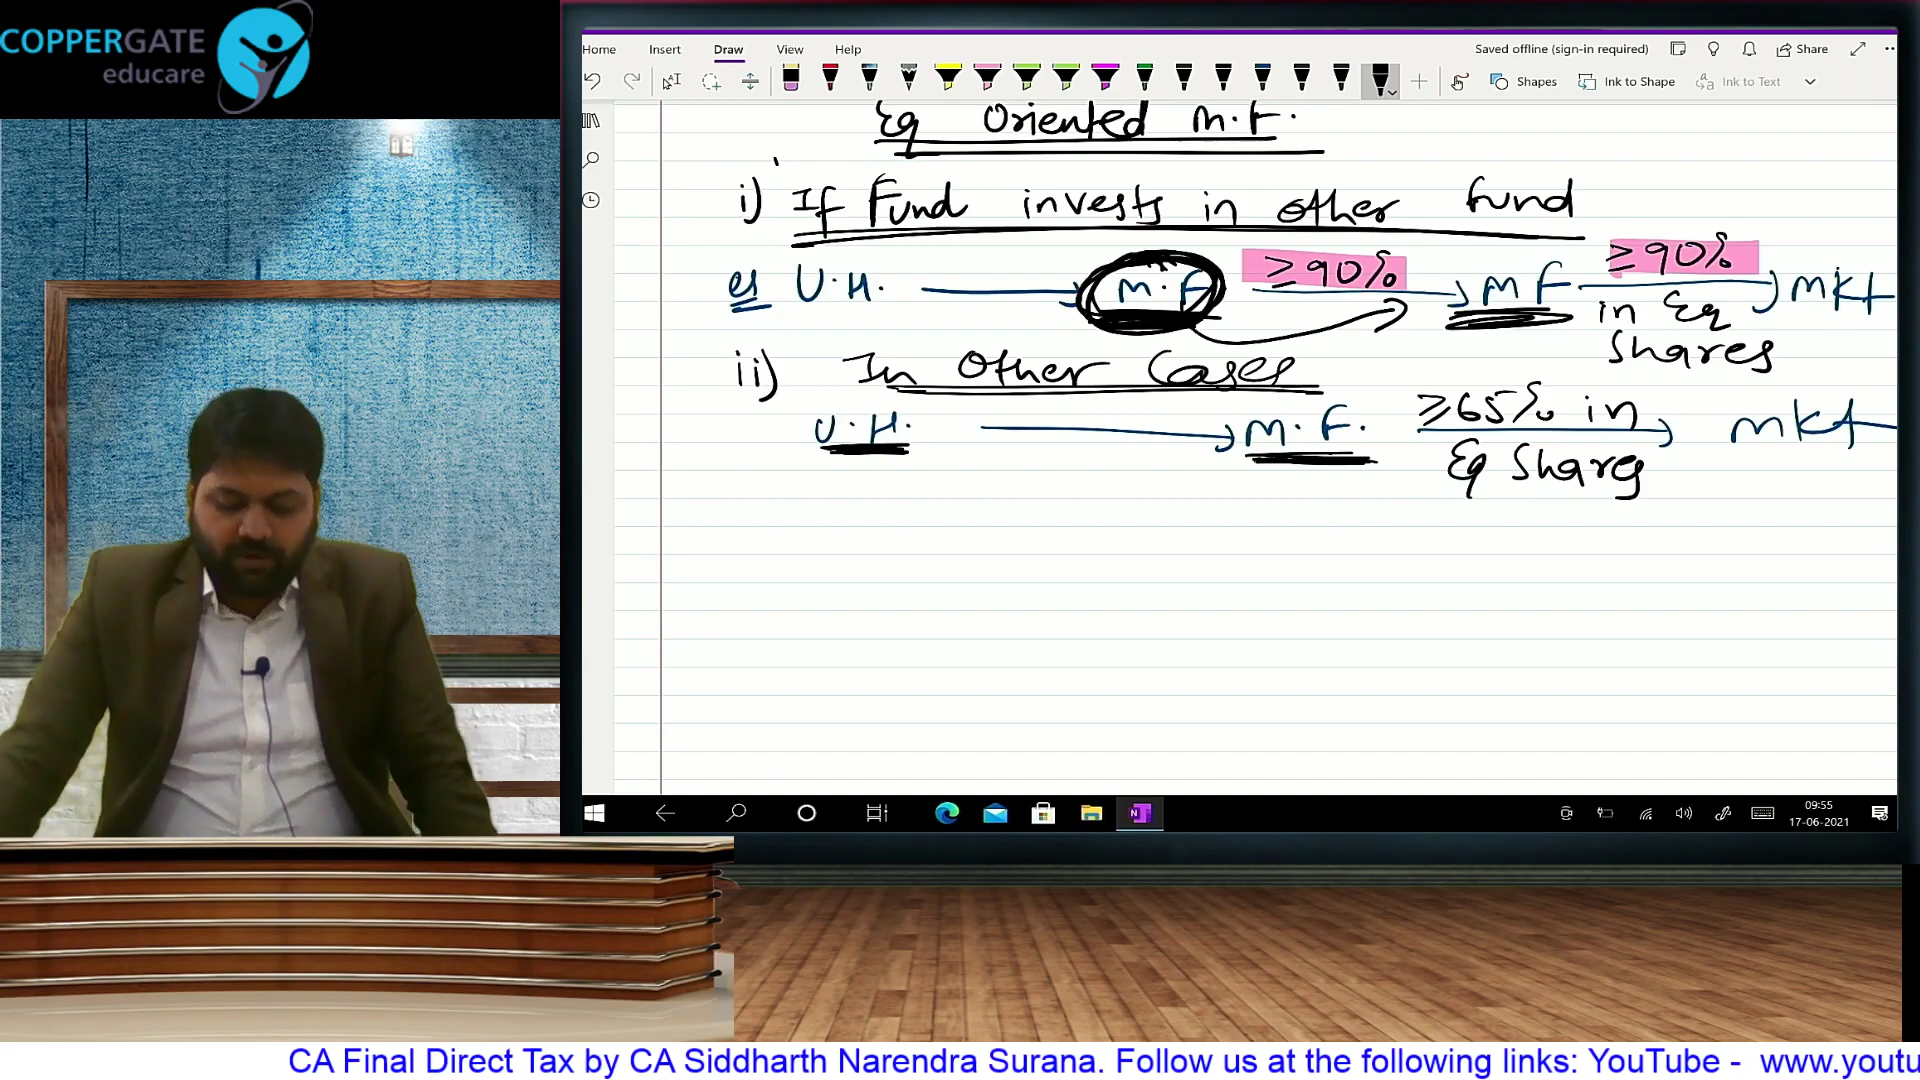 COPPERGATE
educare
Home Insert Draw View Help Saved offline (sign-in required) Share
Shapes Ink to Shape Ink to Text
Eq Oriented M.F.
i) If Fund invests in other fund
eg U.H. M.F ≥90% MF ≥90% Mkt
in Eq
Shares
ii) In Other Cases
U.H. M.F. ≥65% in Mkt
Eq Shares
09:55
17-06-2021
CA Final Direct Tax by CA Siddharth Narendra Surana. Follow us at the following links: YouTube - www.youtu